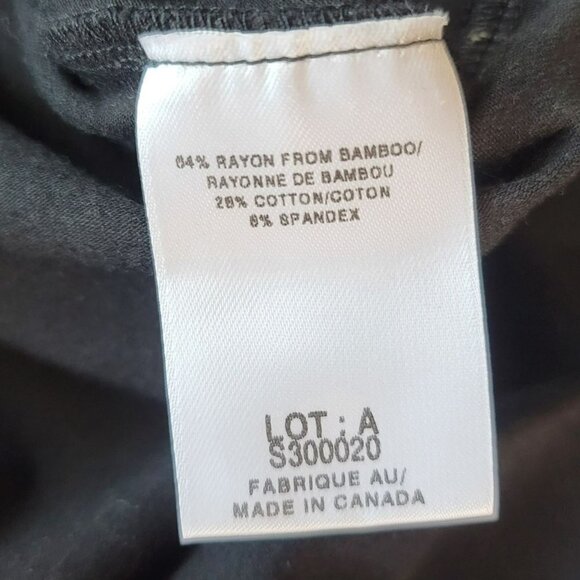 64% RAYON FROM BAMBOO/
RAYONNE DE BAMBOU
28% COTTON/COTON
8% SPANDEX
LOT : A
S300020
FABRIQUE AU/
MADE IN CANADA